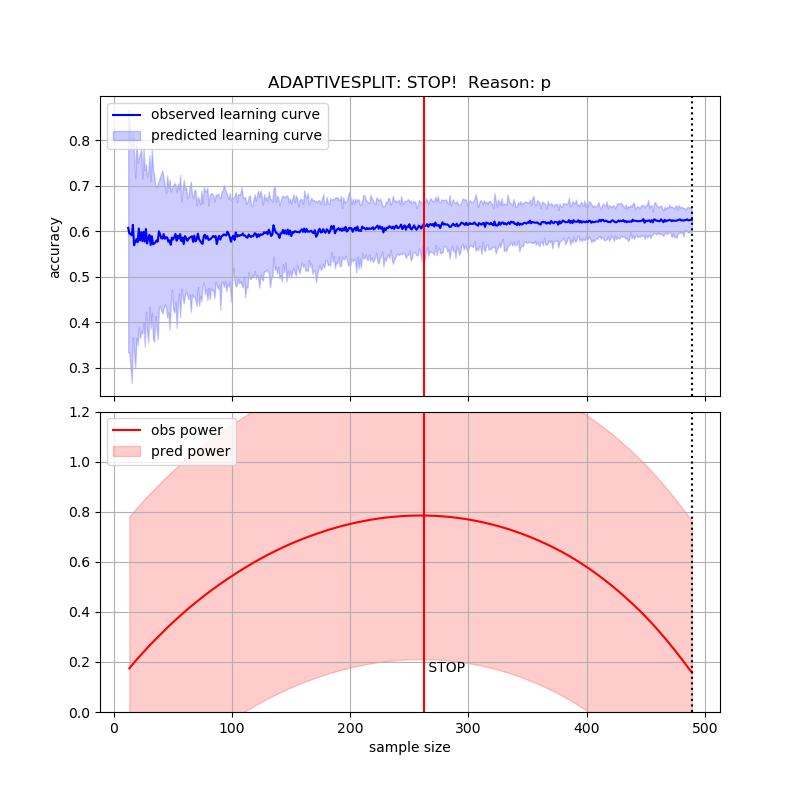 ADAPTIVESPLIT: STOP!  Reason: p
observed learning curve
predicted learning curve
0.8
0.7
0.6
0.5
0.4
0.3
accuracy
obs power
pred power
1.2
1.0
0.8
0.6
0.4
0.2
0.0
STOP
0 100 200 300 400 500
sample size